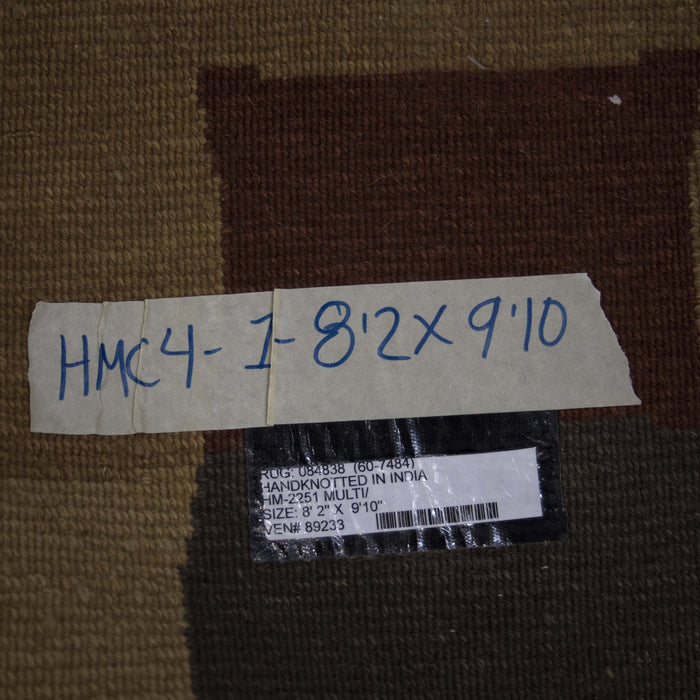 HMC4-1-8'2X9'10
RUG: 084838 (60-7484)
HANDKNOTTED IN INDIA
HM-2251 MULTI/
SIZE: 8' 2" X 9'10"
VEN# 89233